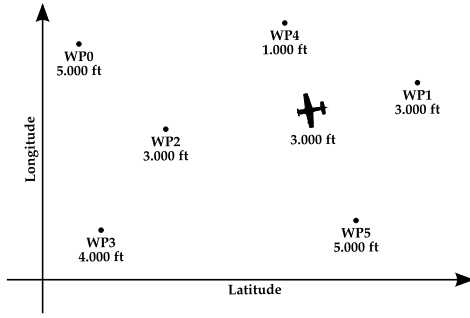 WP4
1.000 ft
WP0
5.000 ft
WP1
3.000 ft
3.000 ft
WP2
3.000 ft
WP3
4.000 ft
WP5
5.000 ft
Longitude
Latitude